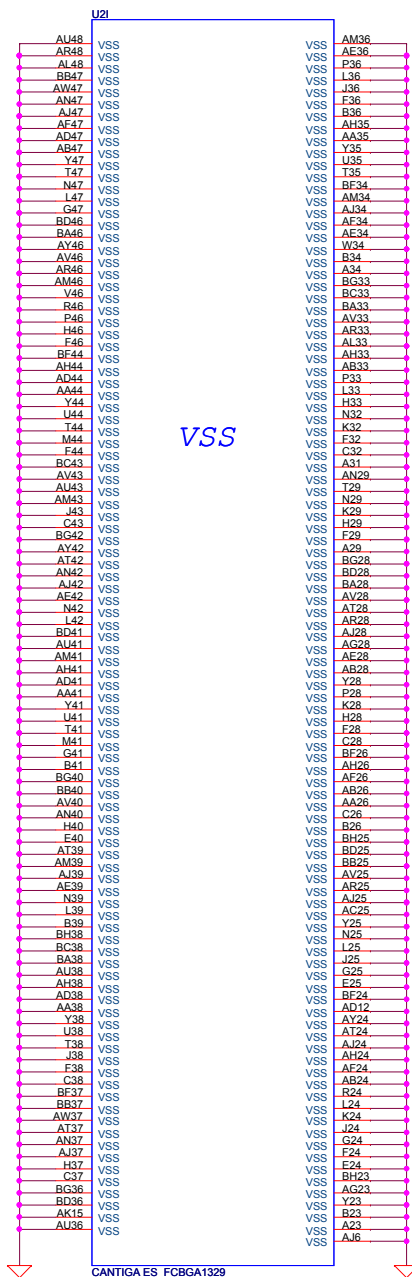 U2I
AU48 VSS VSS AM36
AR48 VSS VSS AE36
AL48 VSS VSS P36
BB47 VSS VSS L36
AW47 VSS VSS J36
AN47 VSS VSS F36
AJ47 VSS VSS B36
AF47 VSS VSS AH35
AD47 VSS VSS AA35
AB47 VSS VSS Y35
Y47 VSS VSS U35
T47 VSS VSS T35
N47 VSS VSS BF34
L47 VSS VSS AM34
G47 VSS VSS AJ34
BD46 VSS VSS AF34
BA46 VSS VSS AE34
AY46 VSS VSS W34
AV46 VSS VSS B34
AR46 VSS VSS A34
AM46 VSS VSS BG33
V46 VSS VSS BC33
R46 VSS VSS BA33
P46 VSS VSS AV33
H46 VSS VSS AR33
F46 VSS VSS AL33
BF44 VSS VSS AH33
AH44 VSS VSS AB33
AD44 VSS VSS P33
AA44 VSS VSS L33
Y44 VSS VSS H33
U44 VSS VSS N32
T44 VSS VSS K32
VSS
M44 VSS VSS F32
F44 VSS VSS C32
BC43 VSS VSS A31
AV43 VSS VSS AN29
AU43 VSS VSS T29
AM43 VSS VSS N29
J43 VSS VSS K29
C43 VSS VSS H29
BG42 VSS VSS F29
AY42 VSS VSS A29
AT42 VSS VSS BG28
AN42 VSS VSS BD28
AJ42 VSS VSS BA28
AE42 VSS VSS AV28
N42 VSS VSS AT28
L42 VSS VSS AR28
BD41 VSS VSS AJ28
AU41 VSS VSS AG28
AM41 VSS VSS AE28
AH41 VSS VSS AB28
AD41 VSS VSS Y28
AA41 VSS VSS P28
Y41 VSS VSS K28
U41 VSS VSS H28
T41 VSS VSS F28
M41 VSS VSS C28
G41 VSS VSS BF26
B41 VSS VSS AH26
BG40 VSS VSS AF26
BB40 VSS VSS AB26
AV40 VSS VSS AA26
AN40 VSS VSS C26
H40 VSS VSS B26
E40 VSS VSS BH25
AT39 VSS VSS BD25
AM39 VSS VSS BB25
AJ39 VSS VSS AV25
AE39 VSS VSS AR25
N39 VSS VSS AJ25
L39 VSS VSS AC25
B39 VSS VSS Y25
BH38 VSS VSS N25
BC38 VSS VSS L25
BA38 VSS VSS J25
AU38 VSS VSS G25
AH38 VSS VSS E25
AD38 VSS VSS BF24
AA38 VSS VSS AD12
Y38 VSS VSS AY24
U38 VSS VSS AT24
T38 VSS VSS AJ24
J38 VSS VSS AH24
F38 VSS VSS AF24
C38 VSS VSS AB24
BF37 VSS VSS R24
BB37 VSS VSS L24
AW37 VSS VSS K24
AT37 VSS VSS J24
AN37 VSS VSS G24
AJ37 VSS VSS F24
H37 VSS VSS E24
C37 VSS VSS BH23
BG36 VSS VSS AG23
BD36 VSS VSS Y23
AK15 VSS VSS B23
AU36 VSS VSS A23
VSS AJ6
CANTIGA ES FCBGA1329